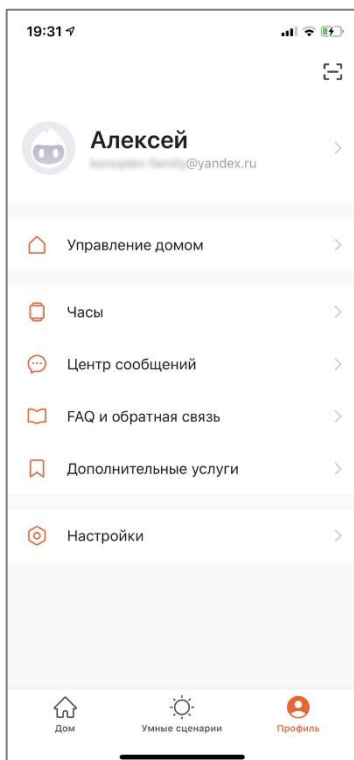 19:31
Алексей
@yandex.ru
Управление домом
Часы
Центр сообщений
FAQ и обратная связь
Дополнительные услуги
Настройки
Дом
Умные сценарии
Профиль